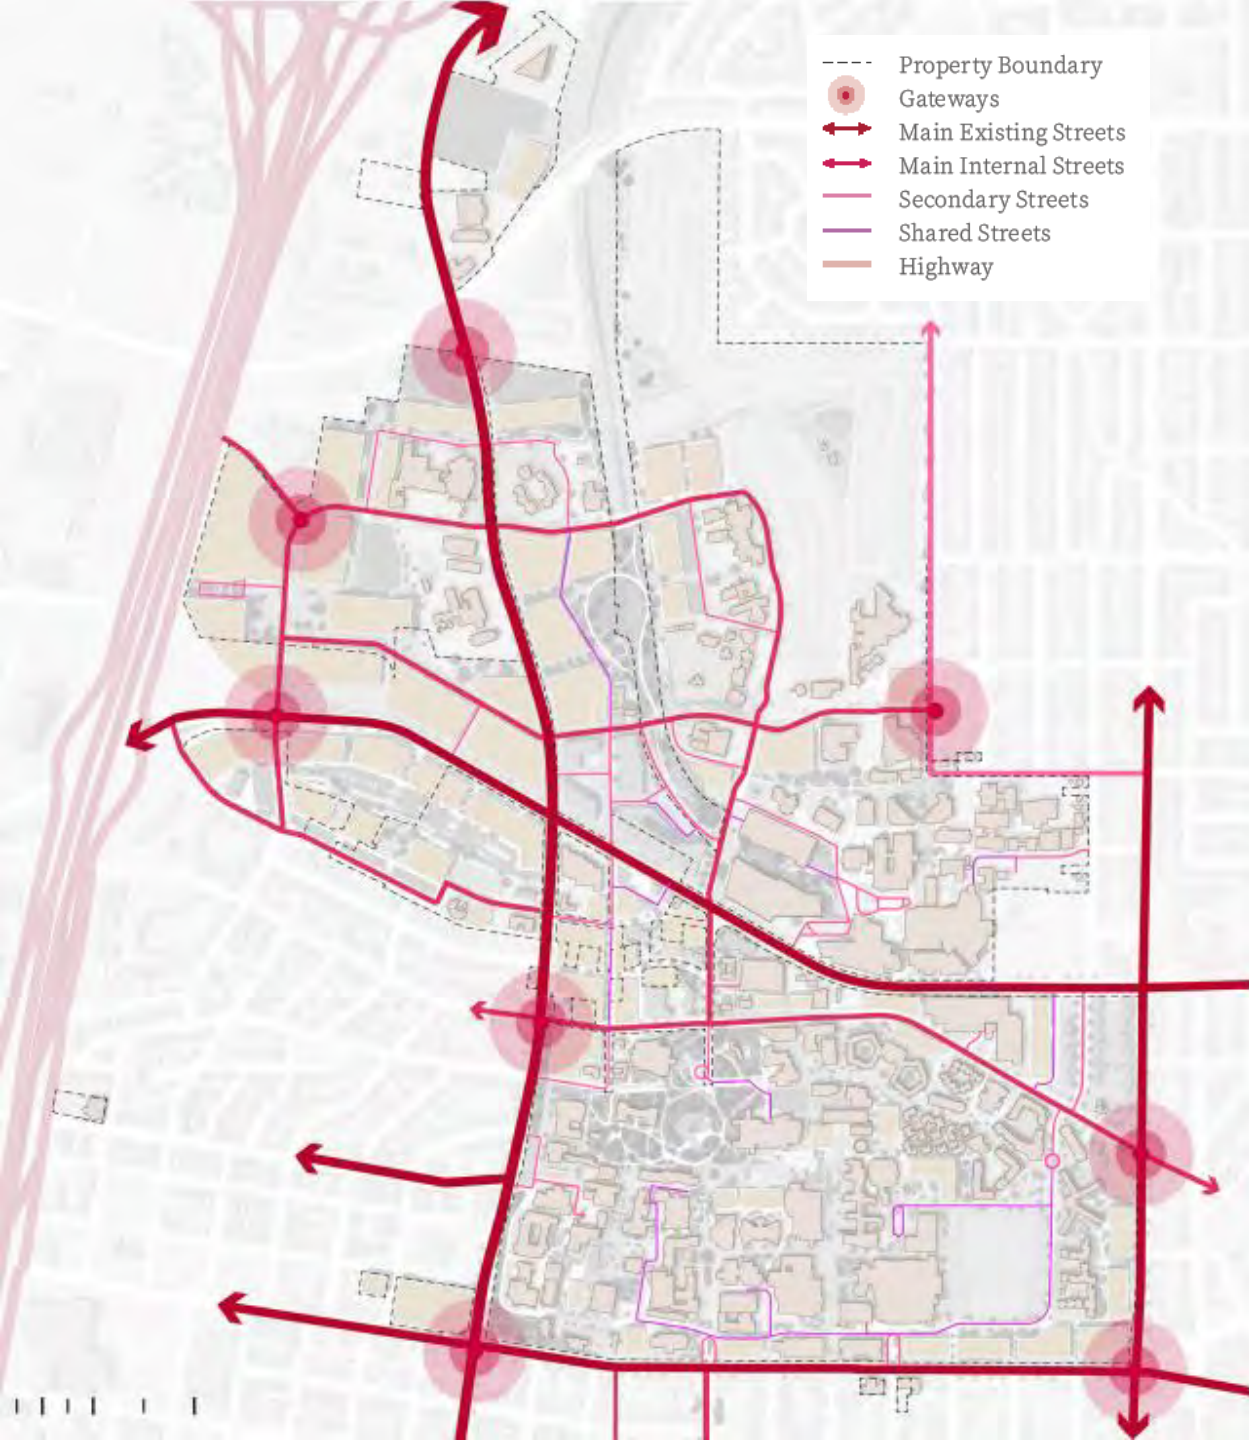 Property Boundary
Gateways
Main Existing Streets
Main Internal Streets
Secondary Streets
Shared Streets
Highway